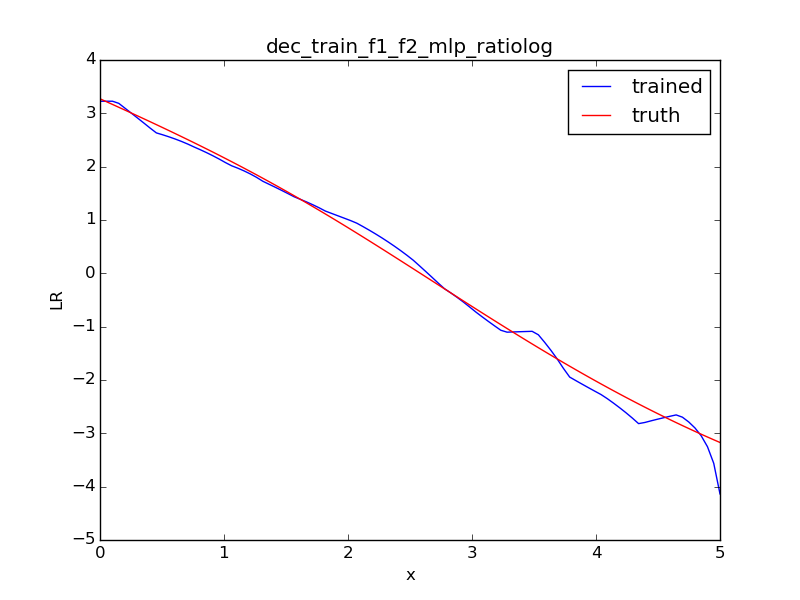 dec_train_f1_f2_mlp_ratiolog
trained
truth
4
3
2
1
0
−1
−2
−3
−4
−5
LR
0 1 2 3 4 5
x